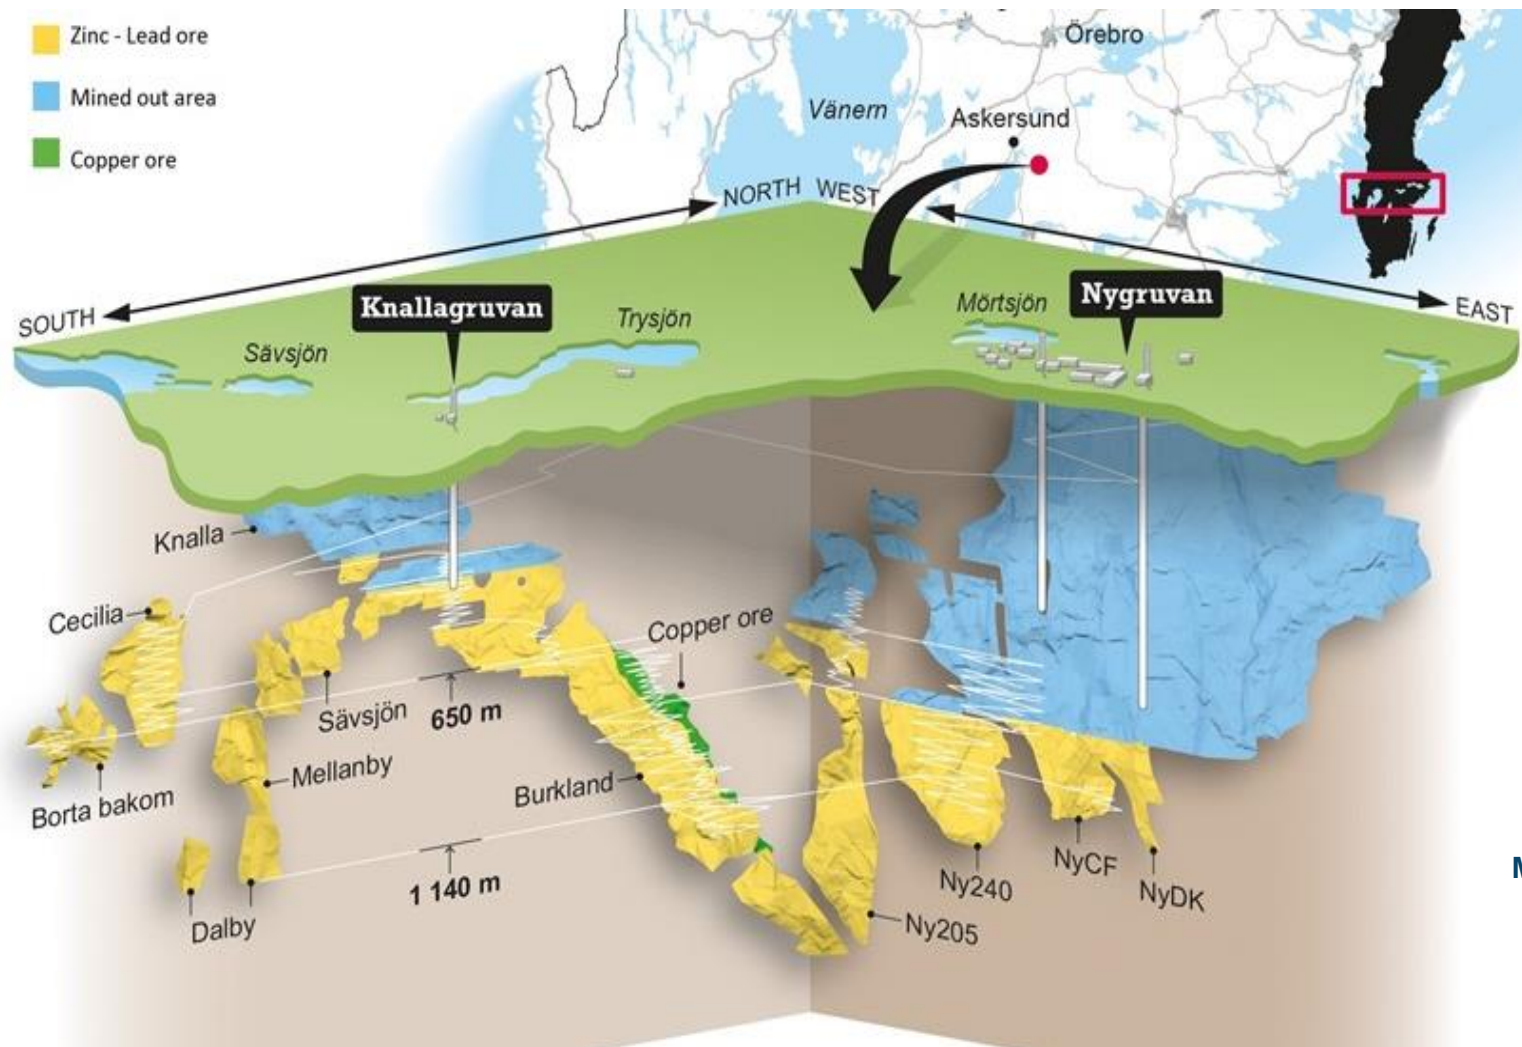 Zinc - Lead ore
Mined out area
Copper ore
Örebro
Vänern
Askersund
NORTH
WEST
SOUTH
EAST
Knallagruvan
Nygruvan
Sävsjön
Trysjön
Mörtsjön
Knalla
Cecilia
Copper ore
Sävsjön
650 m
Mellanby
Borta bakom
Burkland
1 140 m
Dalby
Ny240
NyCF
NyDK
Ny205
M